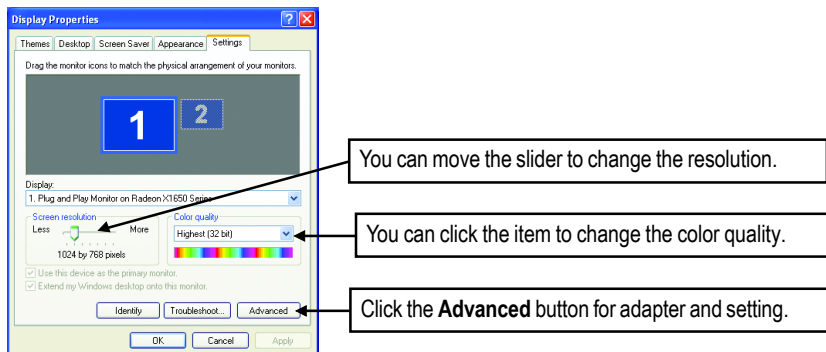 Display Properties
Themes Desktop Screen Saver Appearance Settings
Drag the monitor icons to match the physical arrangement of your monitors.
1 2
You can move the slider to change the resolution.
Display:
1. Plug and Play Monitor on Radeon X1650 Series
Screen resolution
Less More
1024 by 768 pixels
Color quality
Highest (32 bit)
You can click the item to change the color quality.
Use this device as the primary monitor.
Extend my Windows desktop onto this monitor.
Identify Troubleshoot... Advanced
Click the Advanced button for adapter and setting.
OK Cancel Apply